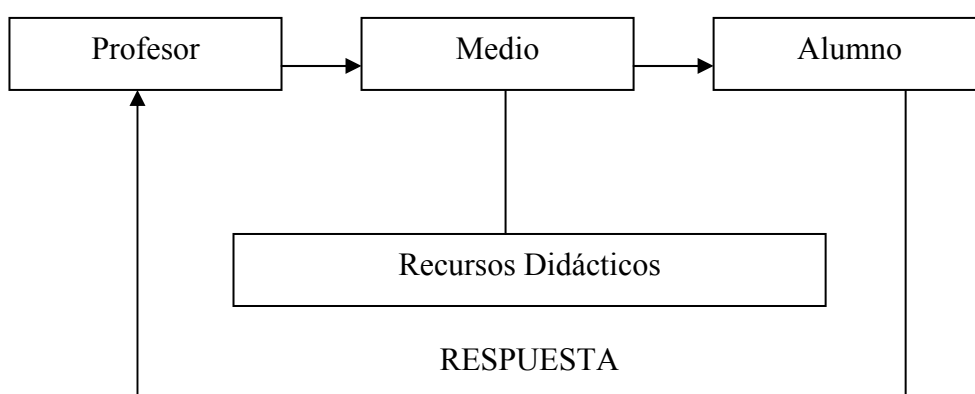 Profesor
Medio
Alumno
Recursos Didácticos
RESPUESTA